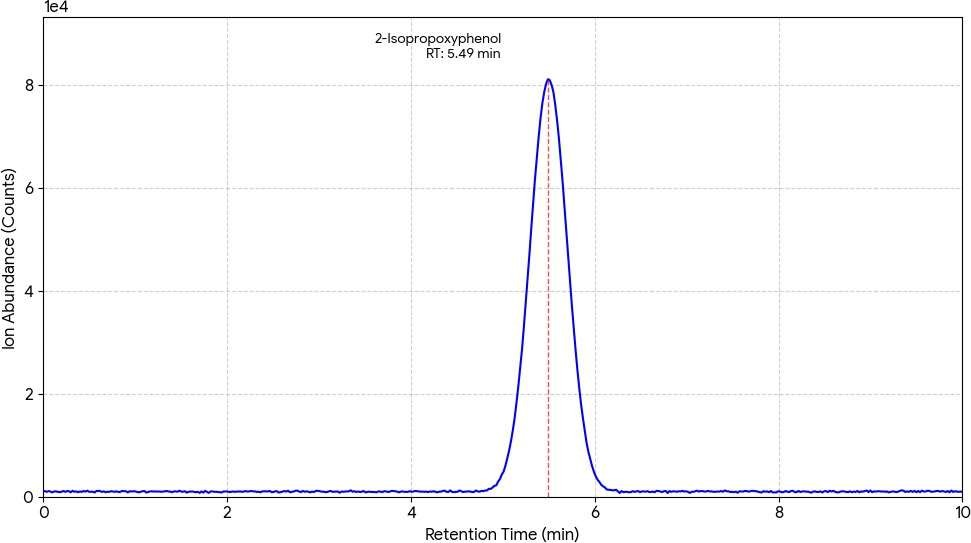 1e4
2-Isopropoxyphenol
RT: 5.49 min
8
6
4
2
0
Ion Abundance (Counts)
0 2 4 6 8 10
Retention Time (min)